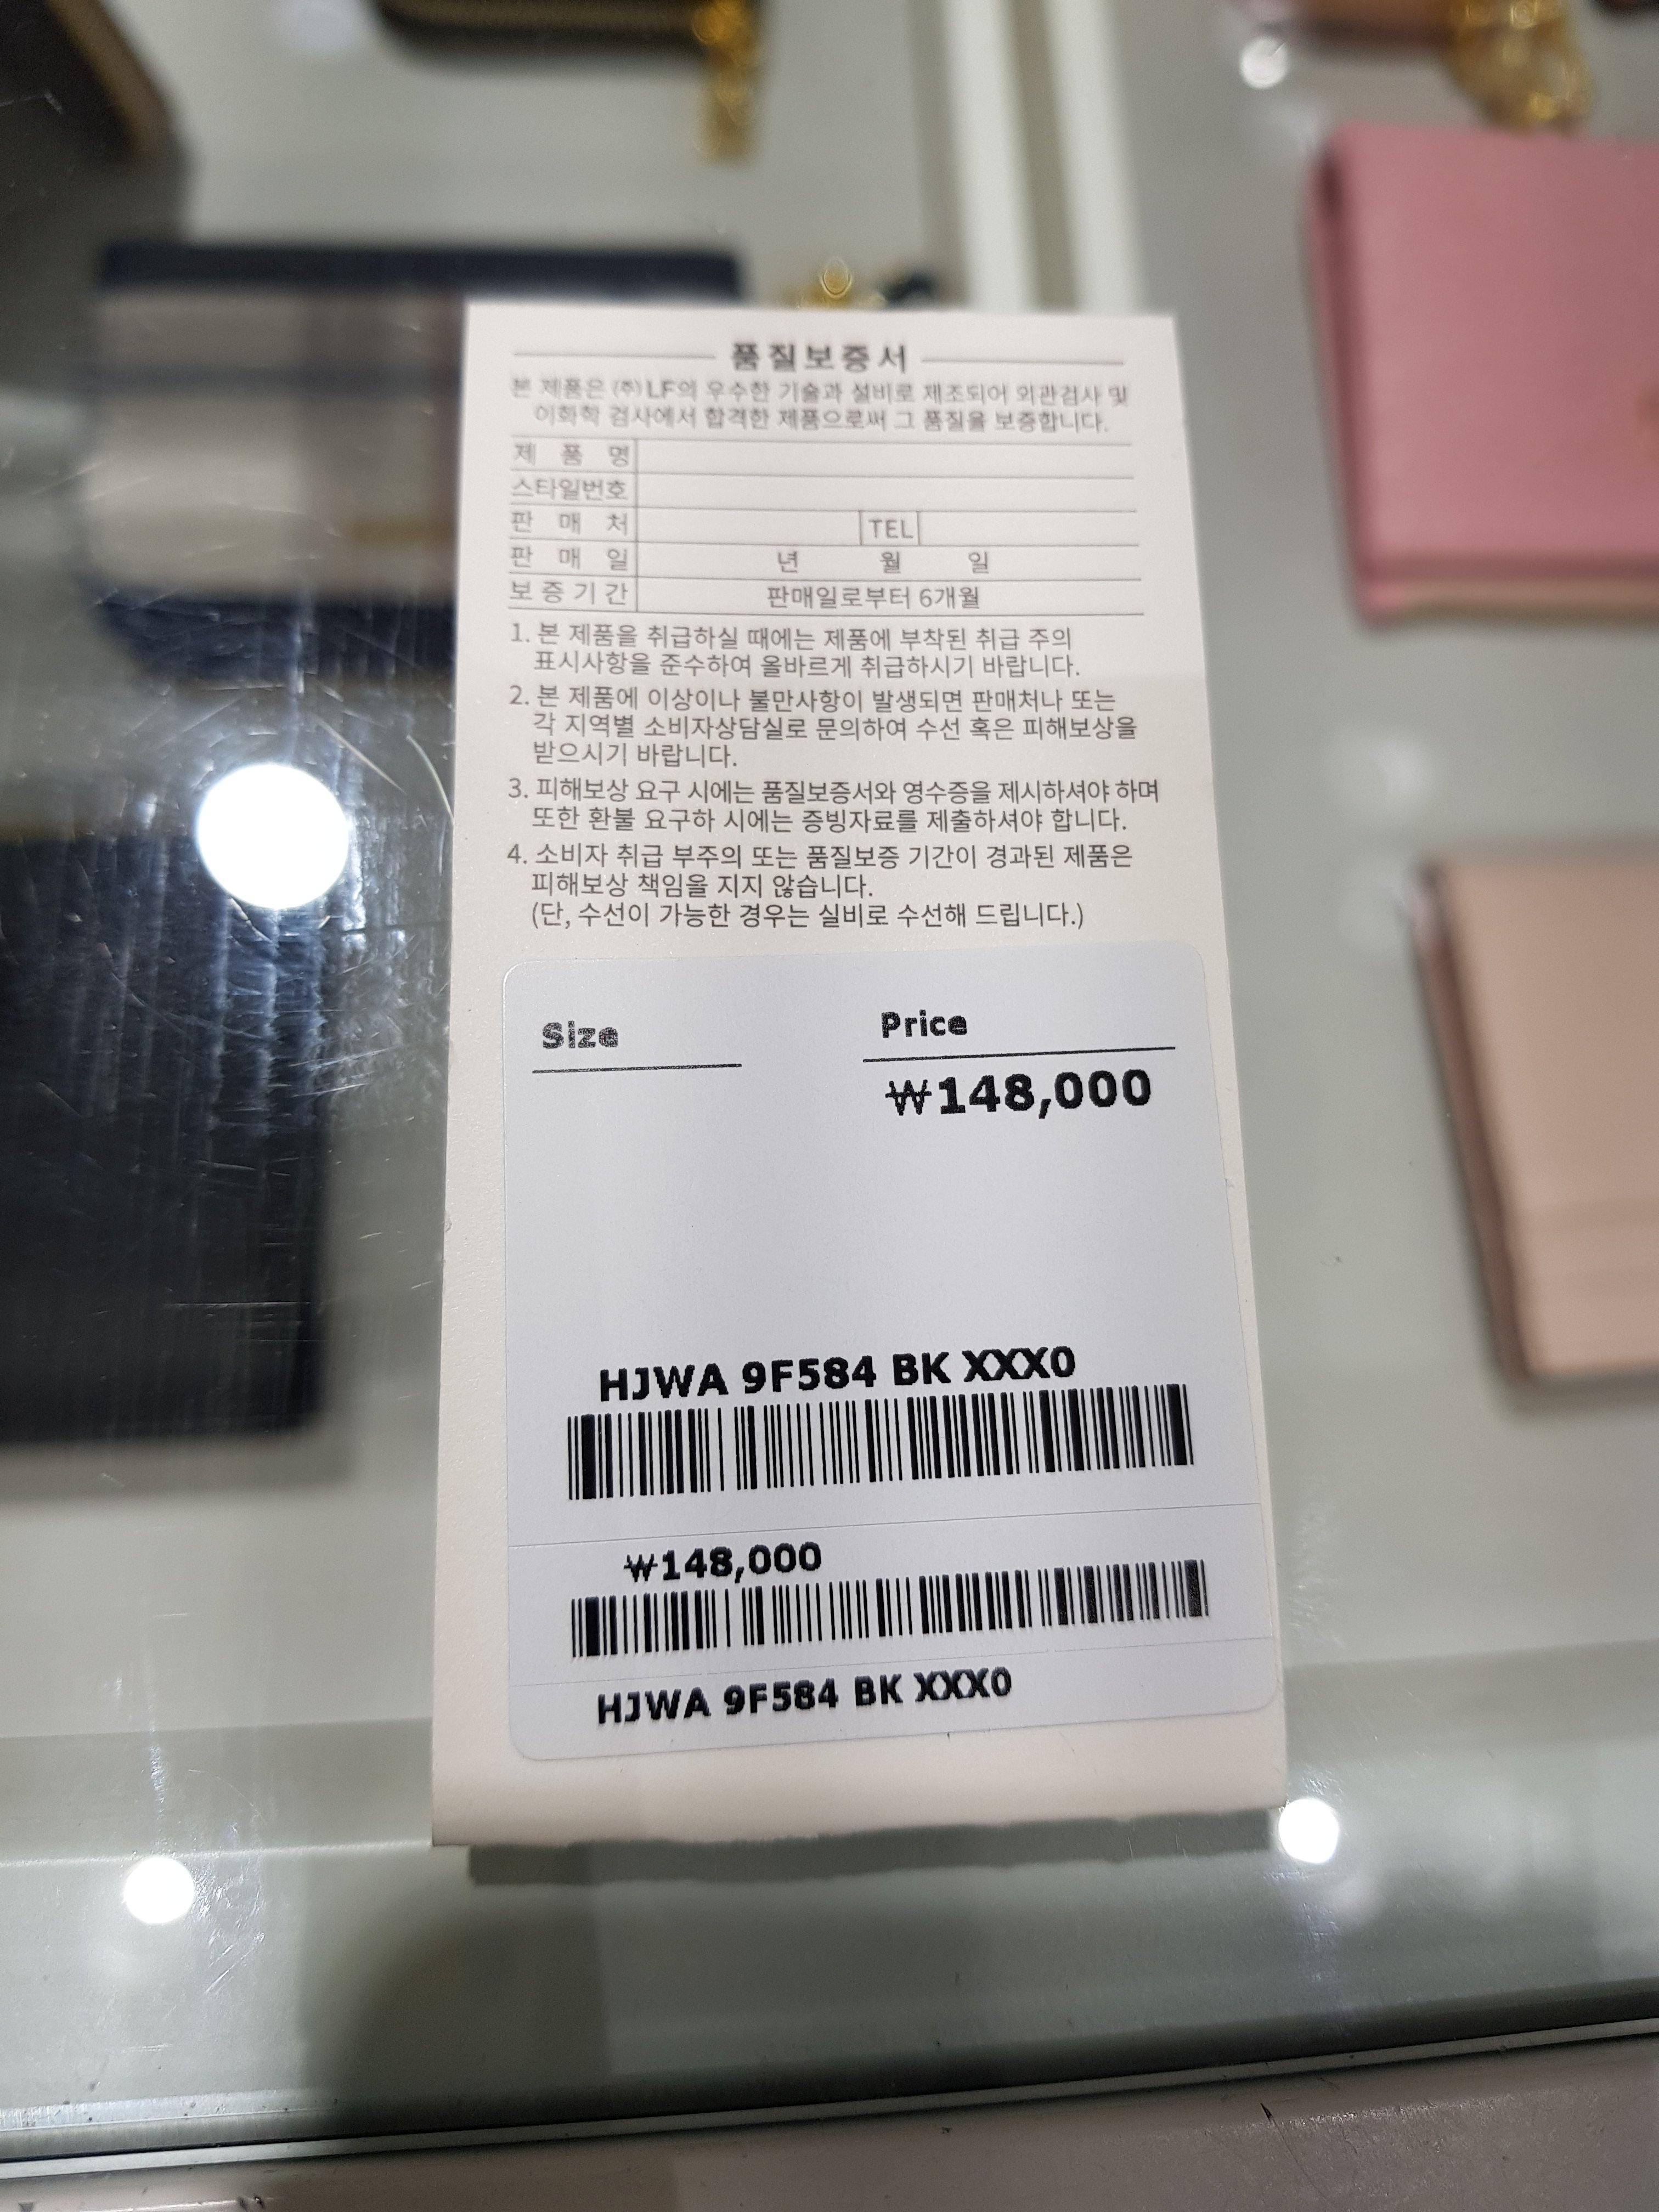 품질보증서
본 제품은 ㈜LF의 우수한 기술과 설비로 제조되어 외관검사 및
이화학 검사에서 합격한 제품으로써 그 품질을 보증합니다.
제 품 명
스타일번호
판 매 처 TEL
판 매 일 년 월 일
보증기간 판매일로부터 6개월
1. 본 제품을 취급하실 때에는 제품에 부착된 취급 주의
표시사항을 준수하여 올바르게 취급하시기 바랍니다.
2. 본 제품에 이상이나 불만사항이 발생되면 판매처나 또는
각 지역별 소비자상담실로 문의하여 수선 혹은 피해보상을
받으시기 바랍니다.
3. 피해보상 요구 시에는 품질보증서와 영수증을 제시하셔야 하며
또한 환불 요구하 시에는 증빙자료를 제출하셔야 합니다.
4. 소비자 취급 부주의 또는 품질보증 기간이 경과된 제품은
피해보상 책임을 지지 않습니다.
(단, 수선이 가능한 경우는 실비로 수선해 드립니다.)
Size Price
₩148,000
HJWA 9F584 BK XXX0
₩148,000
HJWA 9F584 BK XXX0